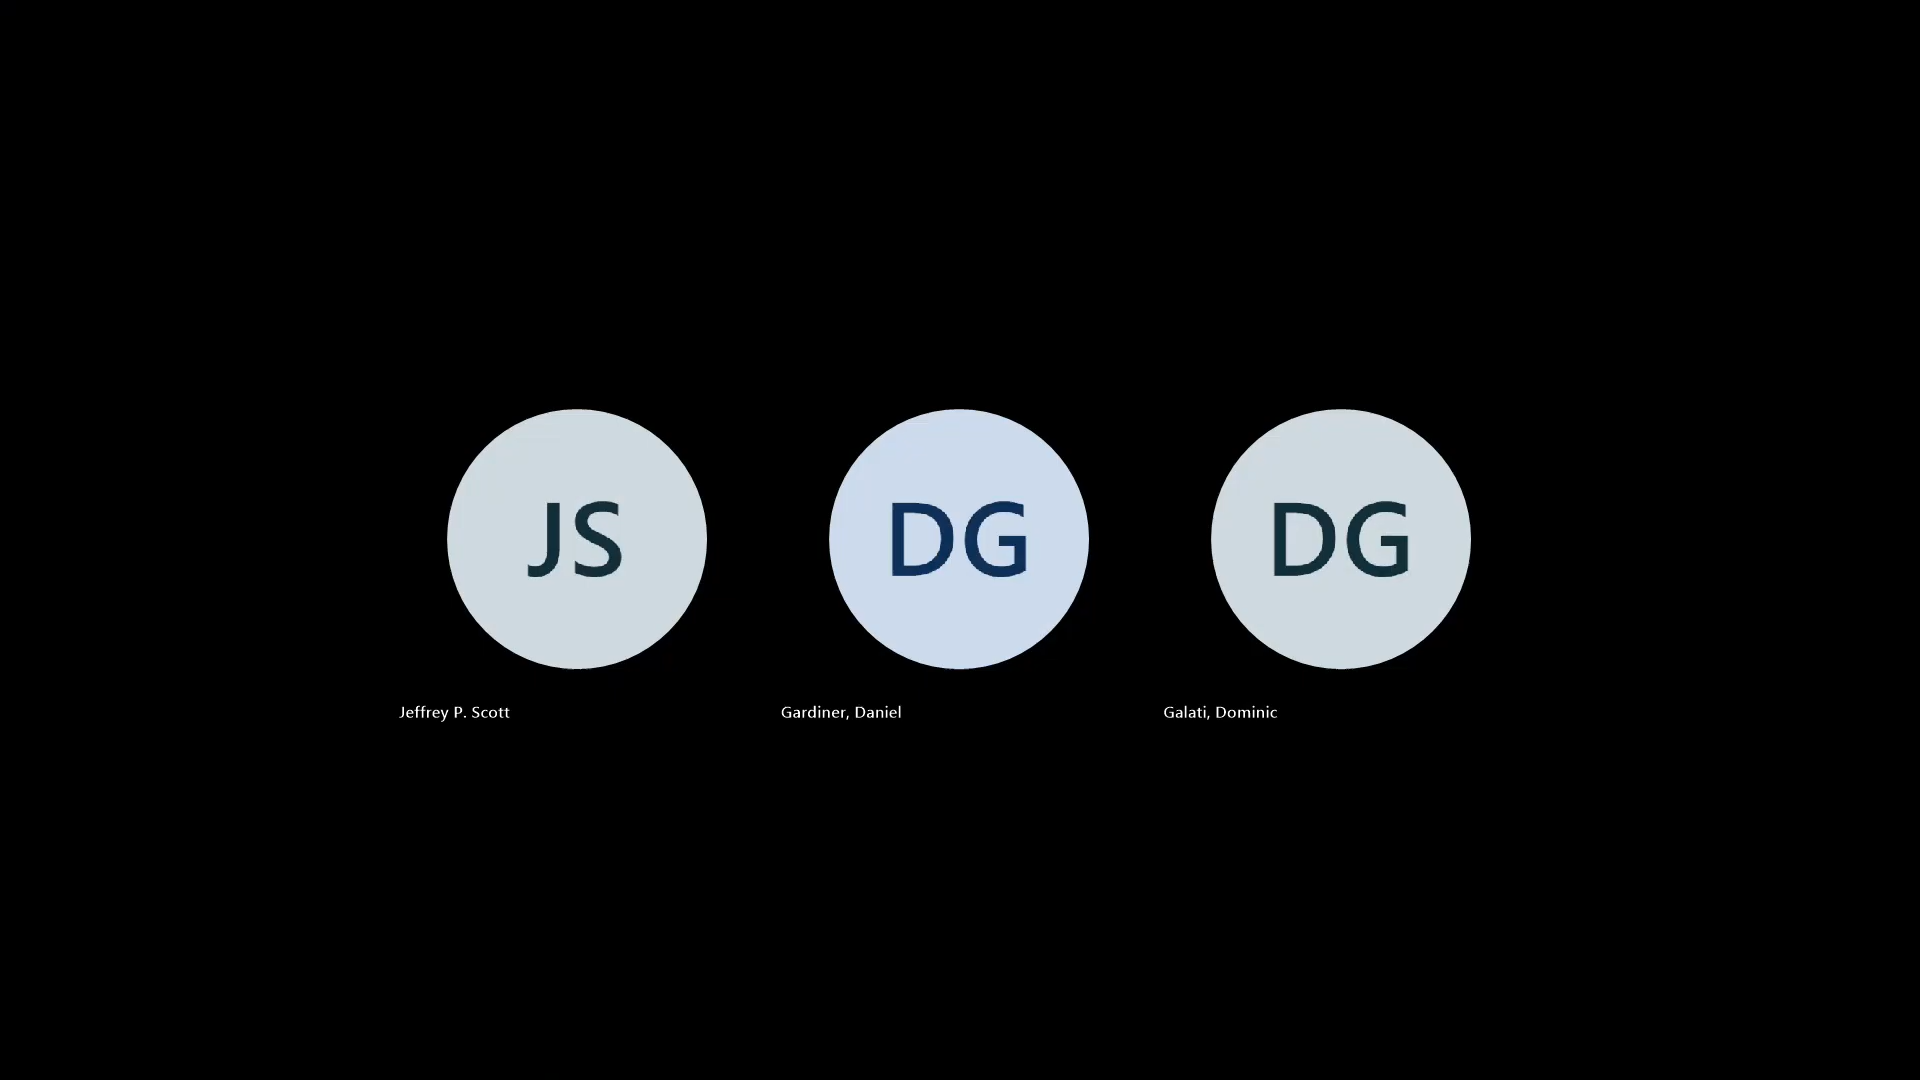 JS
DG
DG
Jeffrey P. Scott
Gardiner, Daniel
Galati, Dominic